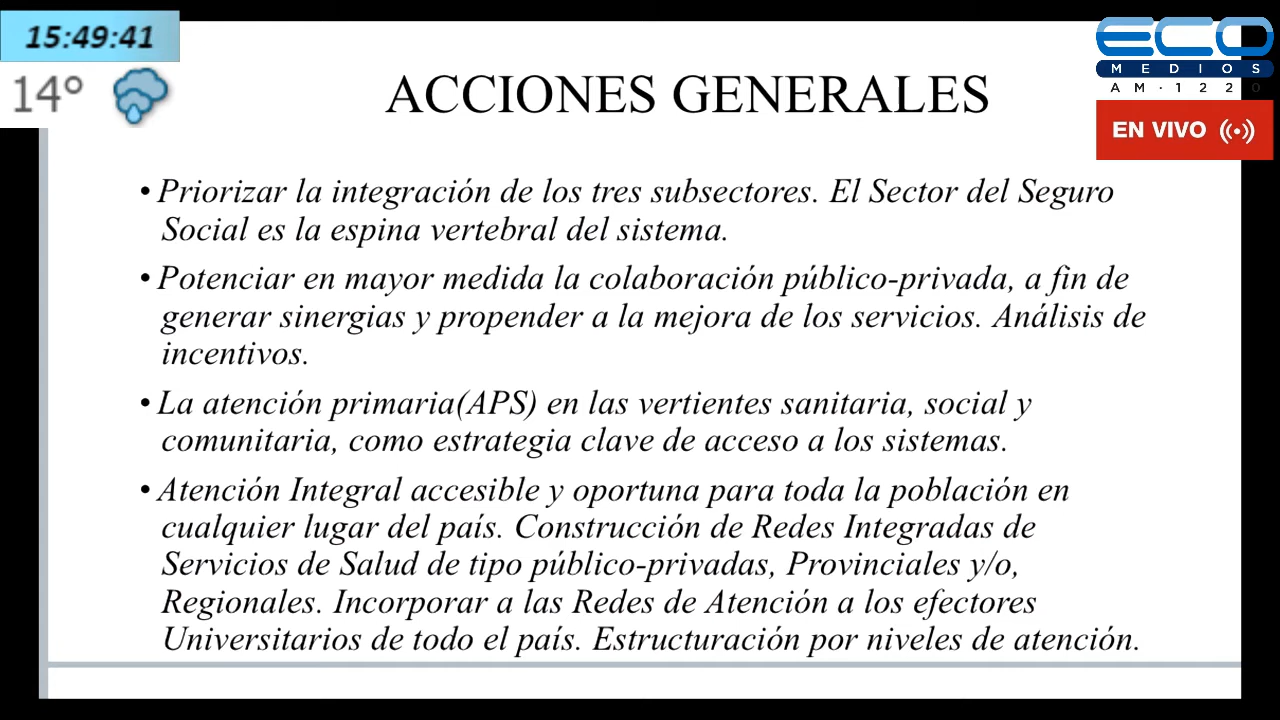 15:49:41
14°
ECO
MEDIOS
AM·1220
EN VIVO
ACCIONES GENERALES
• Priorizar la integración de los tres subsectores. El Sector del Seguro
Social es la espina vertebral del sistema.
• Potenciar en mayor medida la colaboración público-privada, a fin de
generar sinergias y propender a la mejora de los servicios. Análisis de
incentivos.
• La atención primaria(APS) en las vertientes sanitaria, social y
comunitaria, como estrategia clave de acceso a los sistemas.
• Atención Integral accesible y oportuna para toda la población en
cualquier lugar del país. Construcción de Redes Integradas de
Servicios de Salud de tipo público-privadas, Provinciales y/o,
Regionales. Incorporar a las Redes de Atención a los efectores
Universitarios de todo el país. Estructuración por niveles de atención.